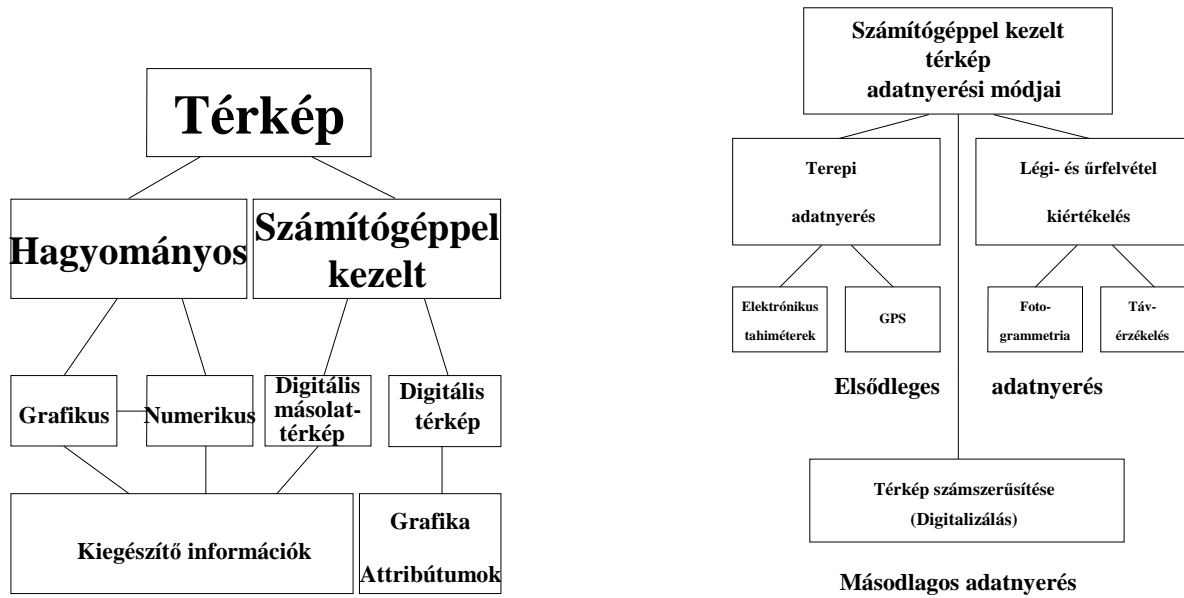 Térkép
Hagyományos
Számítógéppel
kezelt
Grafikus
Numerikus
Digitális
másolat-
térkép
Digitális
térkép
Kiegészítő információk
Grafika
Attribútumok
Számítógéppel kezelt
térkép
adatnyerési módjai
Terepi
adatnyerés
Légi- és űrfelvétel
kiértékelés
Elektrónikus
tahiméterek
GPS
Foto-
grammetria
Táv-
érzékelés
Elsődleges adatnyerés
Térkép számszerűsítése
(Digitalizálás)
Másodlagos adatnyerés